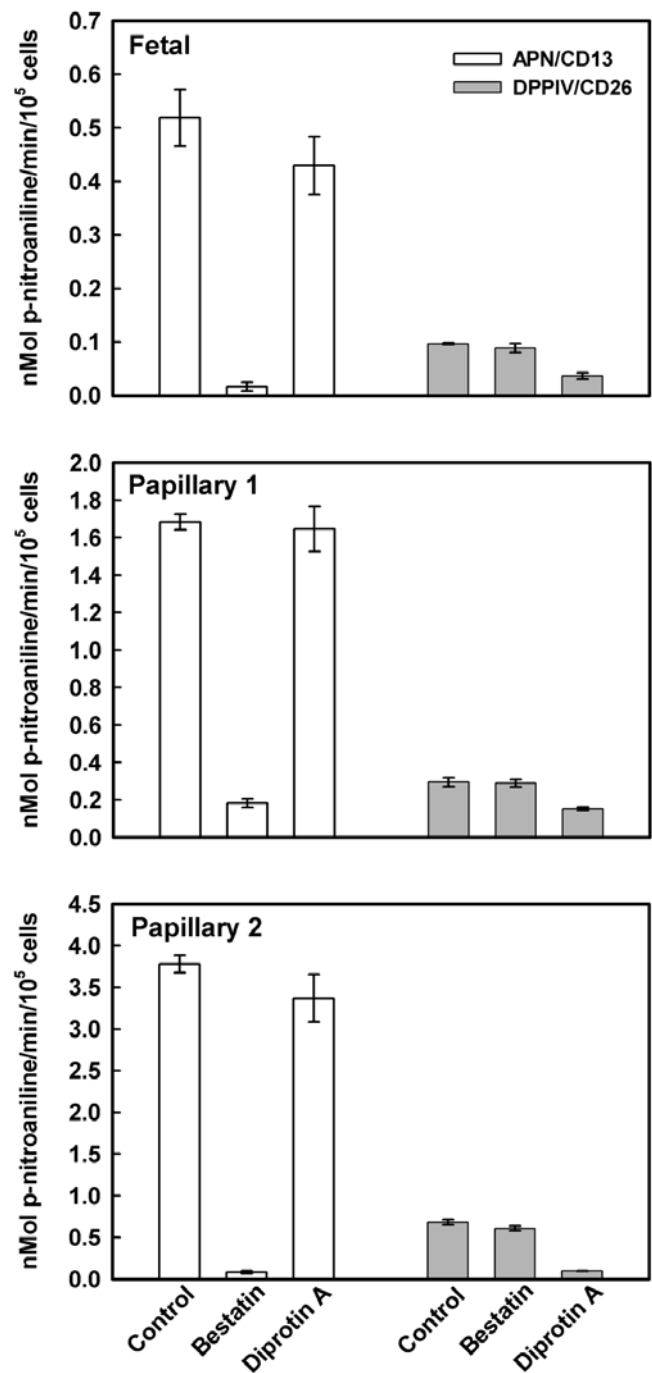 Fetal
APN/CD13
DPPIV/CD26
nMol p-nitroaniline/min/10⁵ cells
0.7
0.6
0.5
0.4
0.3
0.2
0.1
0.0
Papillary 1
nMol p-nitroaniline/min/10⁵ cells
2.0
1.8
1.6
1.4
1.2
1.0
0.8
0.6
0.4
0.2
0.0
Papillary 2
nMol p-nitroaniline/min/10⁵ cells
4.5
4.0
3.5
3.0
2.5
2.0
1.5
1.0
0.5
0.0
Control
Bestatin
Diprotin A
Control
Bestatin
Diprotin A